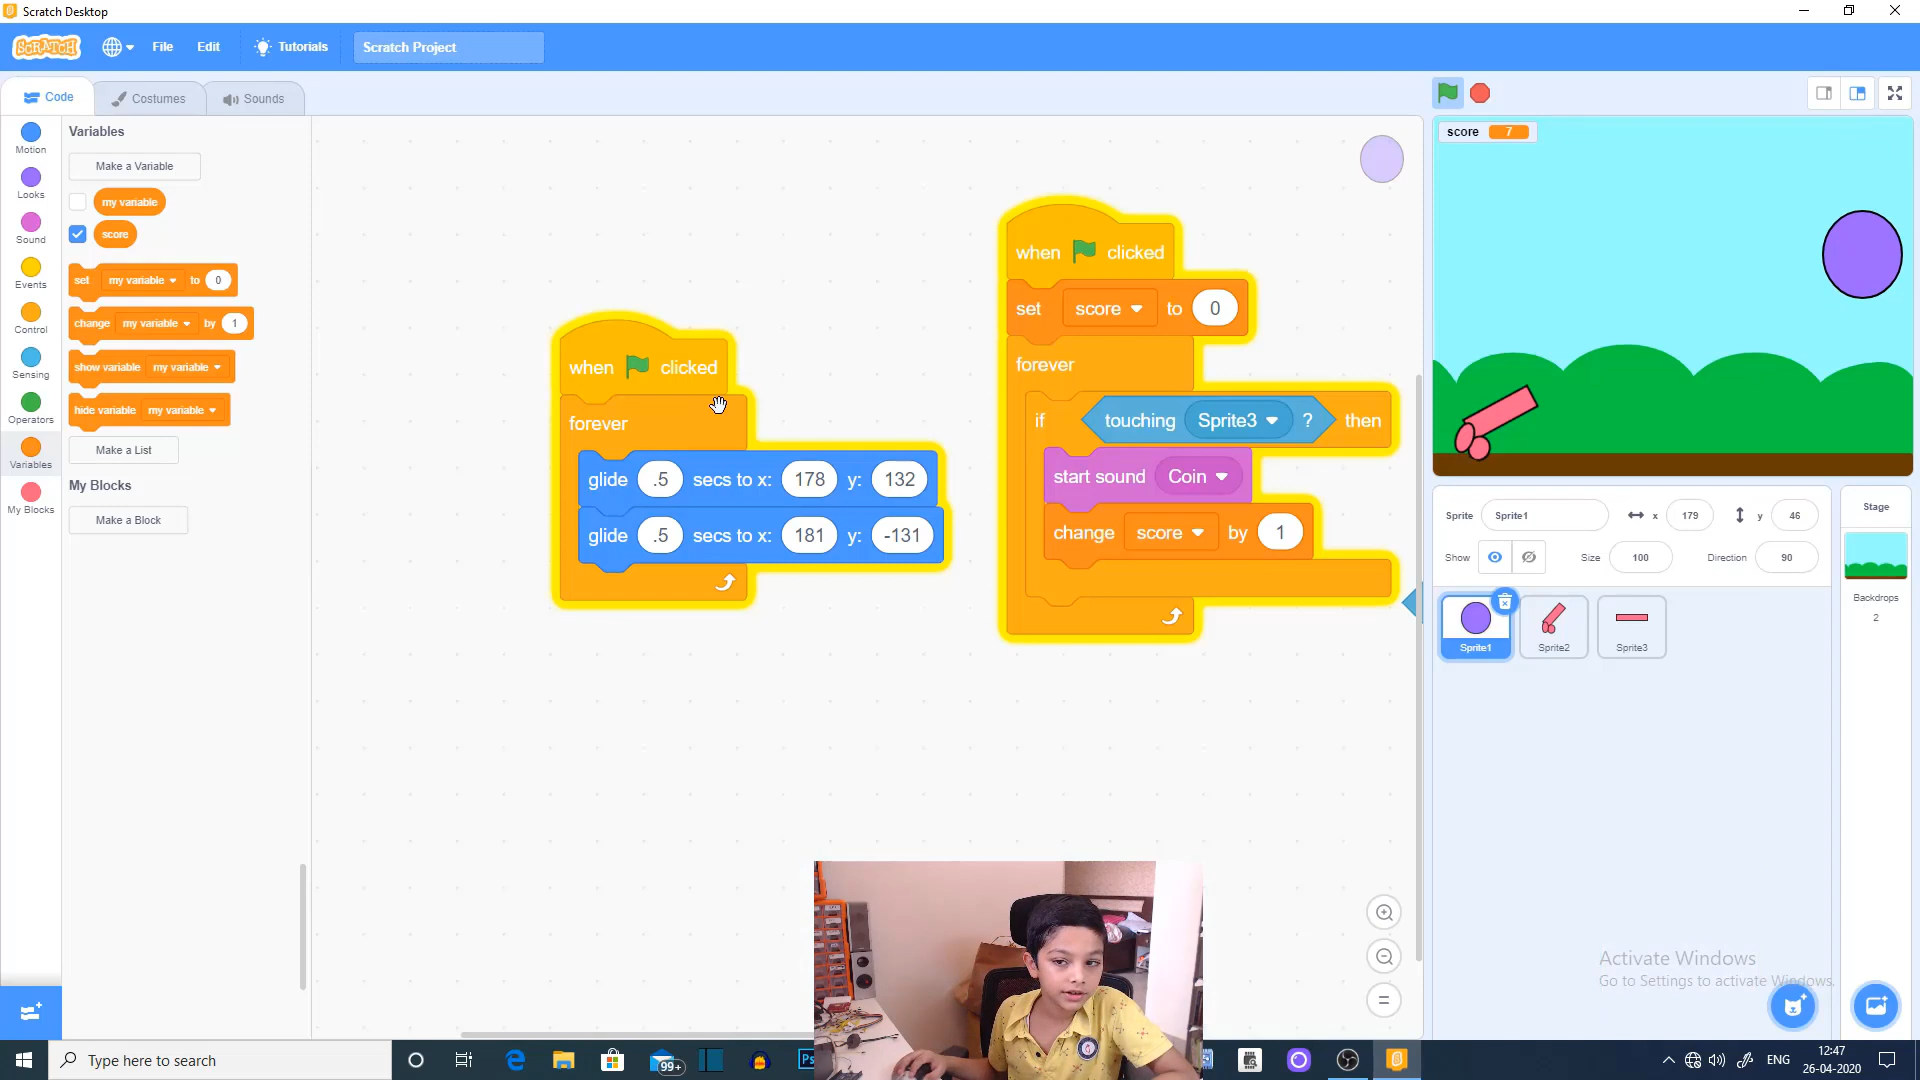 Scratch Desktop
SCRATCH File Edit Tutorials Scratch Project
Code Costumes Sounds
Motion
Looks
Sound
Events
Control
Sensing
Operators
Variables
My Blocks
Variables
Make a Variable
my variable
score
set my variable to 0
change my variable by 1
show variable my variable
hide variable my variable
Make a List
My Blocks
Make a Block
when clicked
forever
glide .5 secs to x: 178 y: 132
glide .5 secs to x: 181 y: -131
when clicked
set score to 0
forever
if touching Sprite3 ? then
start sound Coin
change score by 1
score 7
Sprite Sprite1 x 179 y 46
Show Size 100 Direction 90
Sprite1 Sprite2 Sprite3
Stage
Backdrops
2
Activate Windows
Go to Settings to activate Windows.
Type here to search
99+
Ps
ENG
12:47
26-04-2020